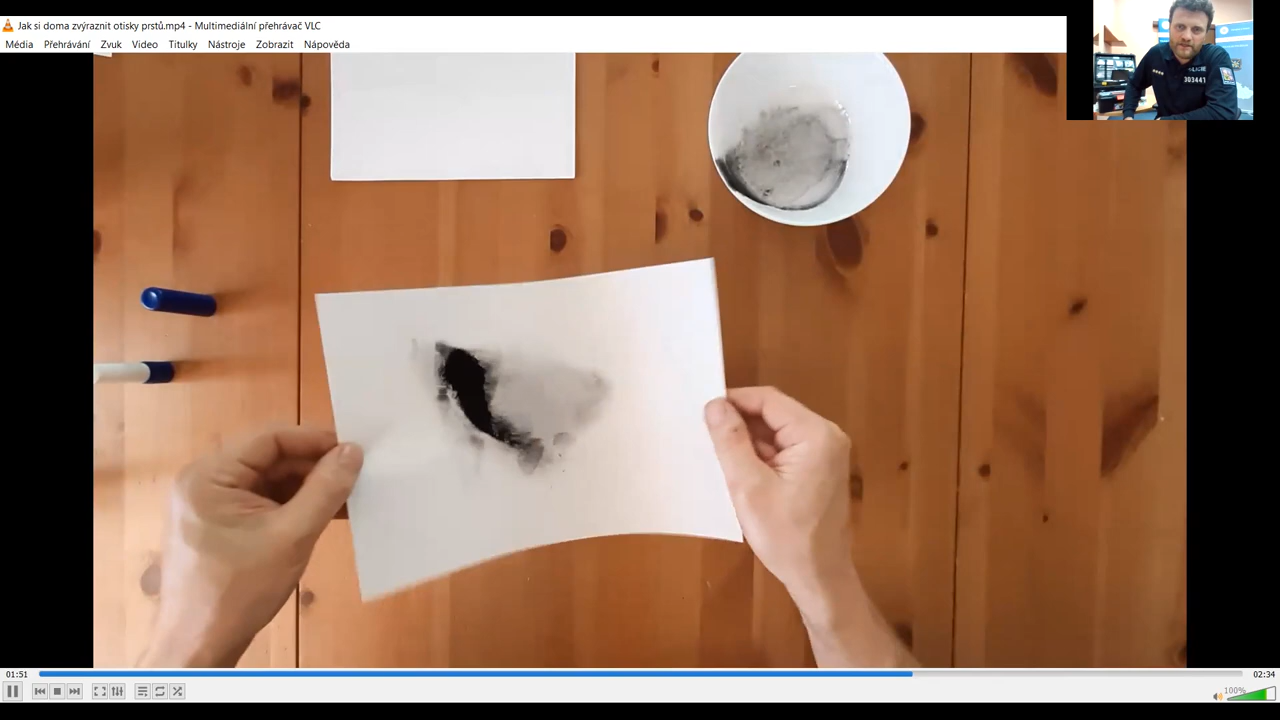 Jak si doma zvýraznit otisky prstů.mp4 - Multimediální přehrávač VLC
Média Přehrávání Zvuk Video Titulky Nástroje Zobrazit Nápověda
303441
01:51
02:34
100%